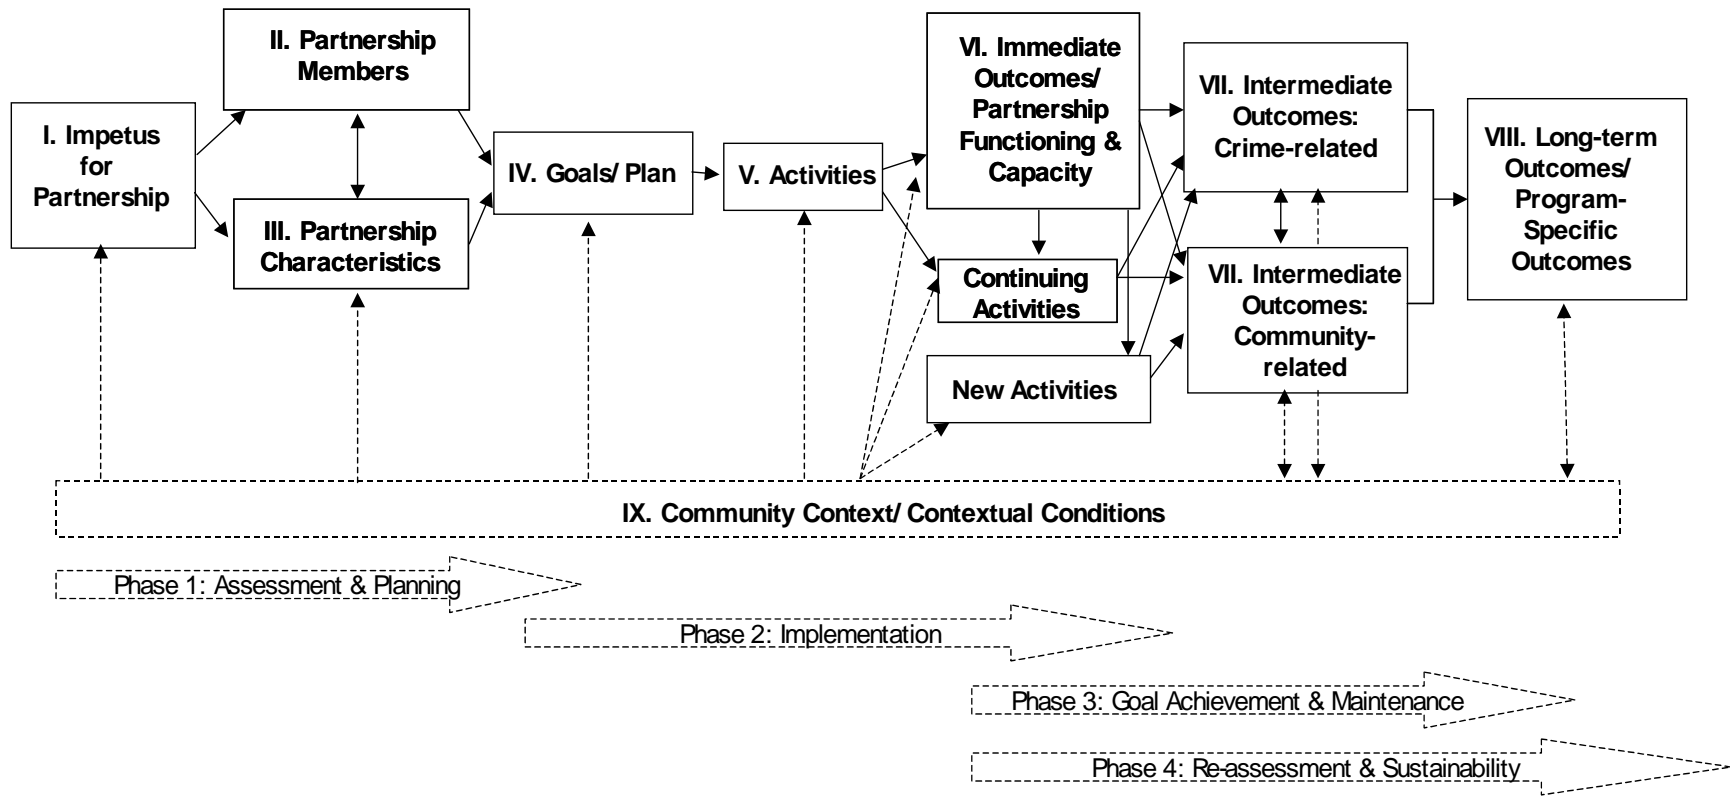 I. Impetus
for
Partnership
II. Partnership
Members
III. Partnership
Characteristics
IV. Goals/ Plan
V. Activities
VI. Immediate
Outcomes/
Partnership
Functioning &
Capacity
Continuing
Activities
New Activities
VII. Intermediate
Outcomes:
Crime-related
VII. Intermediate
Outcomes:
Community-
related
VIII. Long-term
Outcomes/
Program-
Specific
Outcomes
IX. Community Context/ Contextual Conditions
Phase 1: Assessment & Planning
Phase 2: Implementation
Phase 3: Goal Achievement & Maintenance
Phase 4: Re-assessment & Sustainability